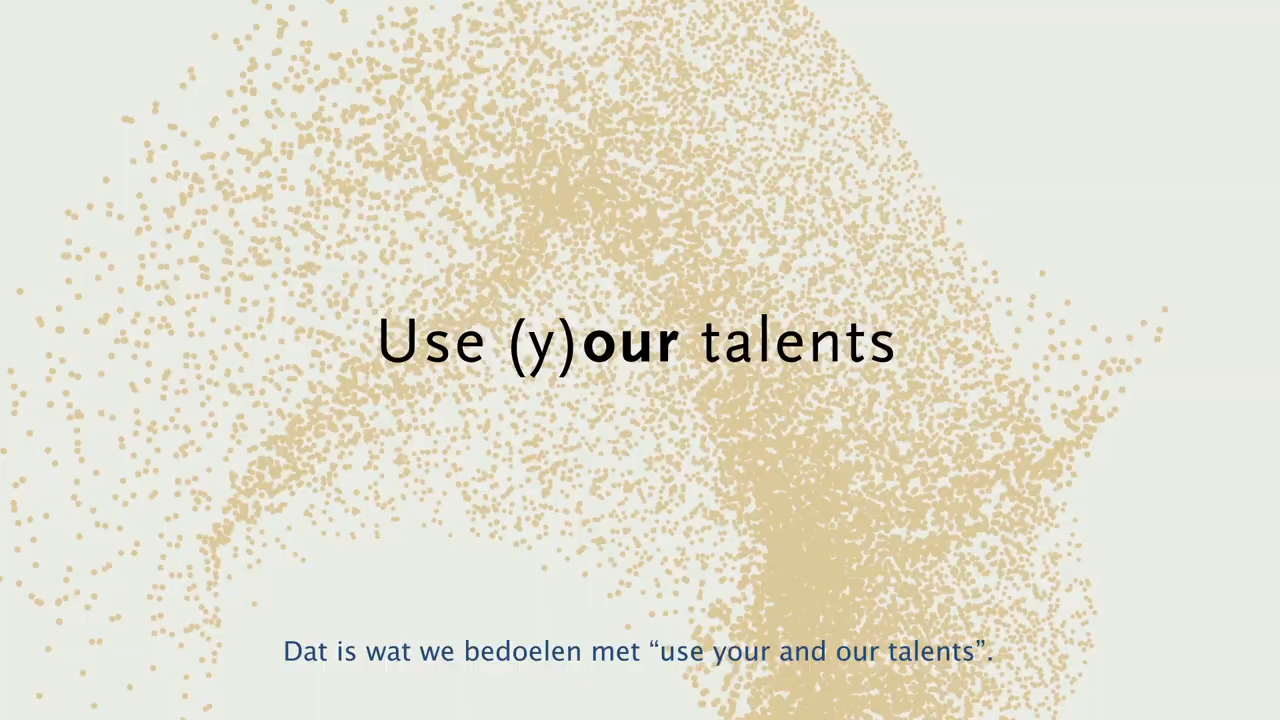 Use (y)our talents
Dat is wat we bedoelen met “use your and our talents”.